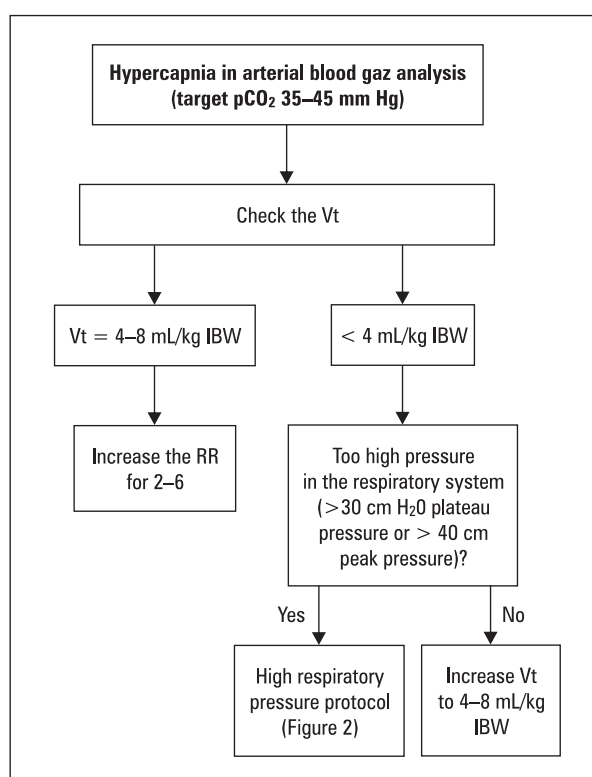 Hypercapnia in arterial blood gaz analysis
(target pCO₂ 35–45 mm Hg)
Check the Vt
Vt = 4–8 mL/kg IBW
< 4 mL/kg IBW
Increase the RR
for 2–6
Too high pressure
in the respiratory system
(>30 cm H₂0 plateau
pressure or > 40 cm
peak pressure)?
Yes
No
High respiratory
pressure protocol
(Figure 2)
Increase Vt
to 4–8 mL/kg
IBW